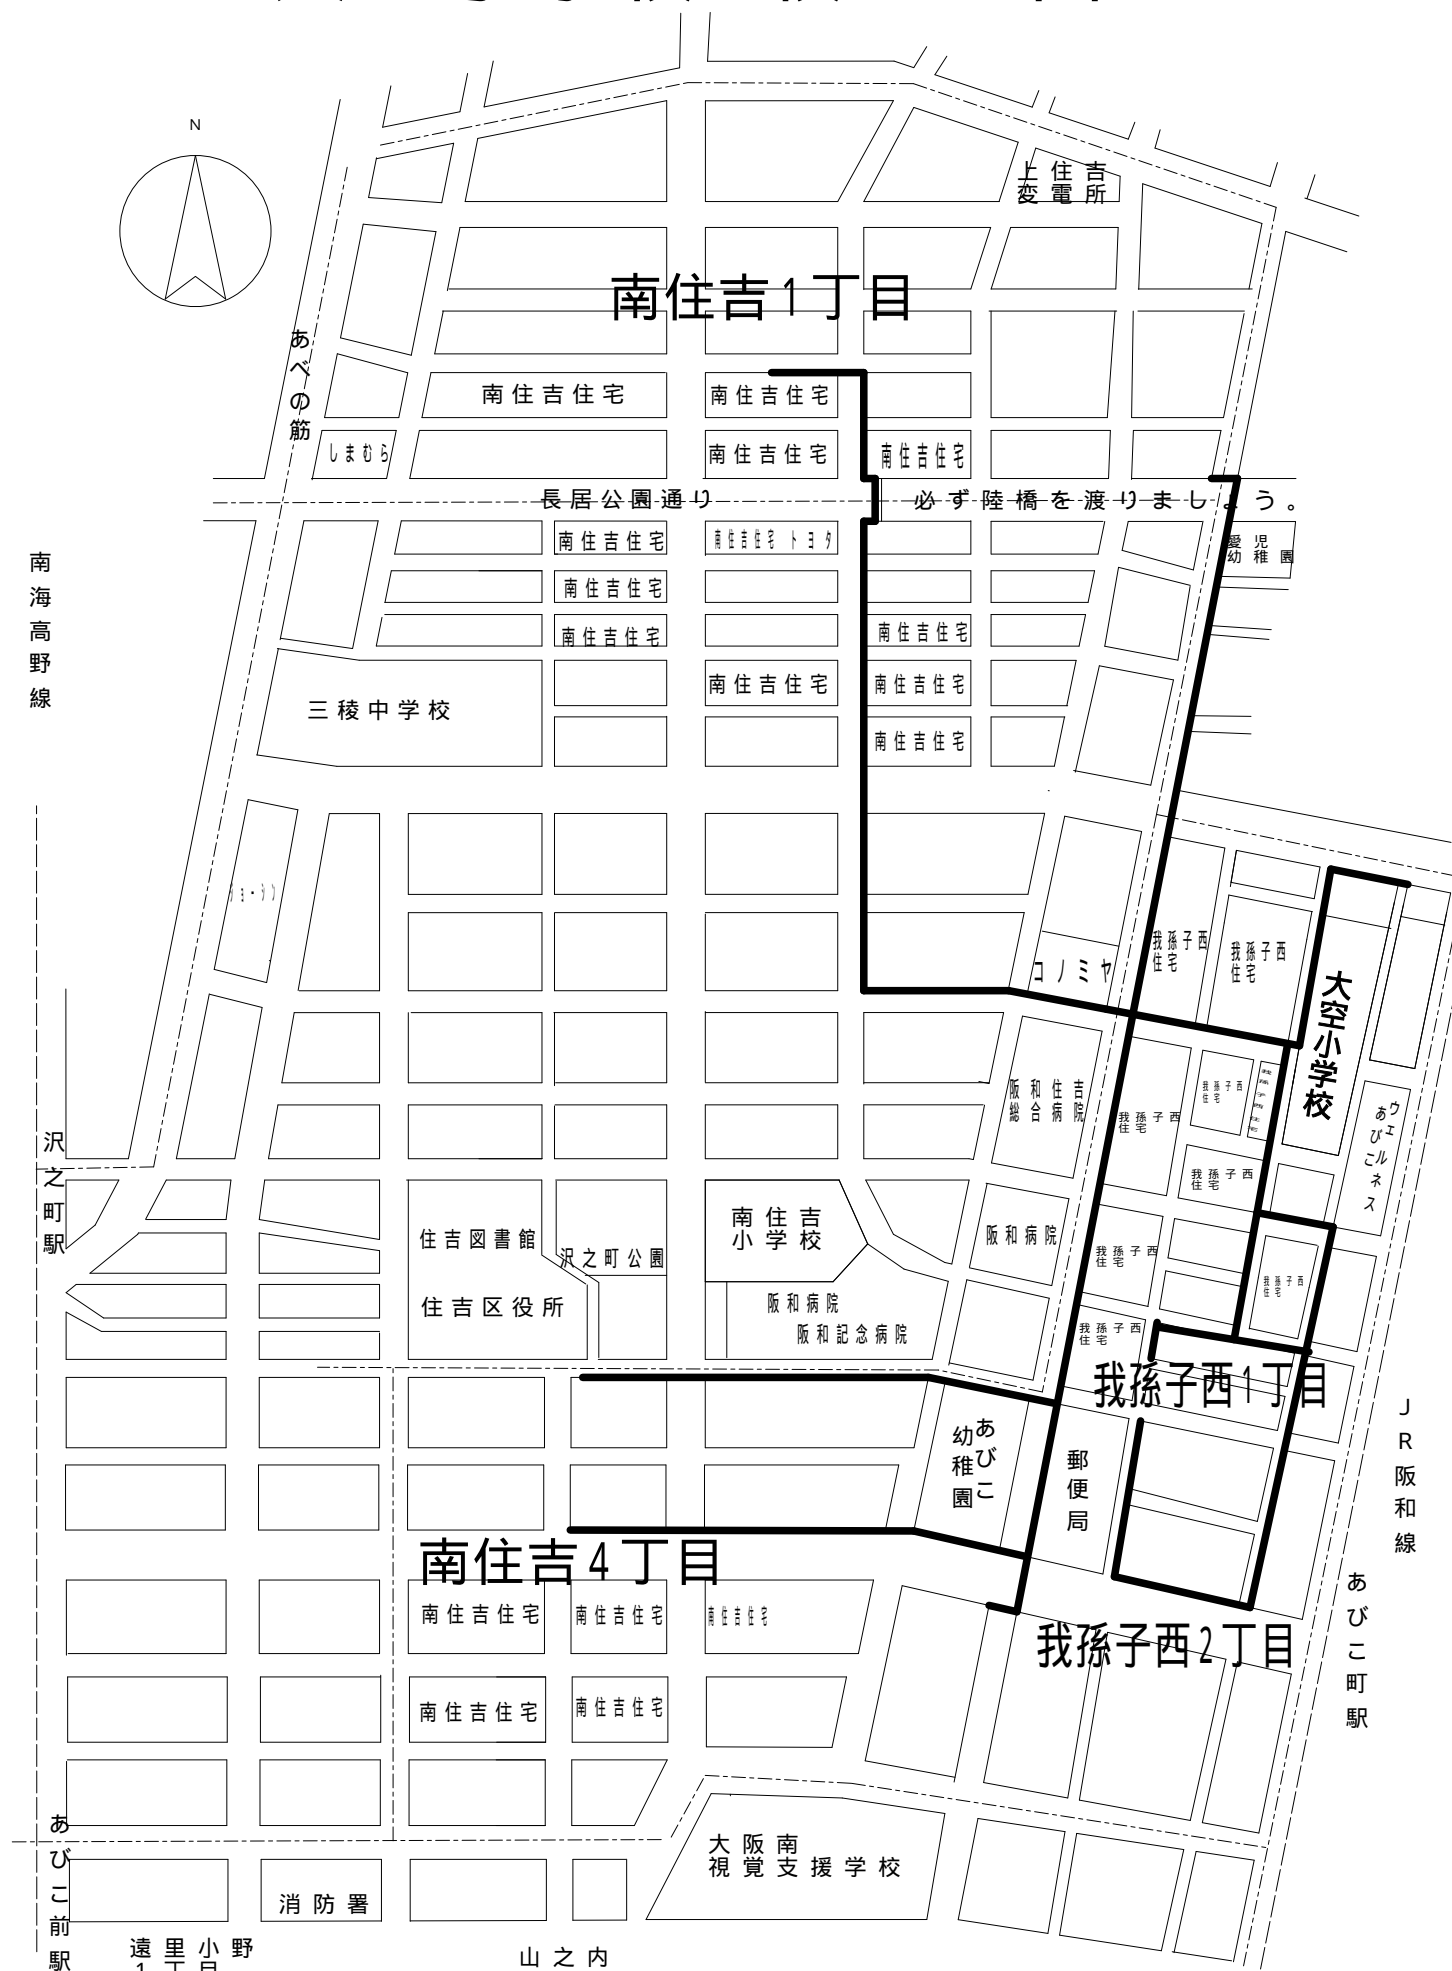 N
上住吉
変電所
南住吉1丁目
あべの筋
南住吉住宅
南住吉住宅
しまむら
南住吉住宅
南住吉住宅
長居公園通り
必ず陸橋を渡りましょう。
南住吉住宅
南住吉住宅 トヨタ
愛児
幼稚園
南海高野線
南住吉住宅
南住吉住宅
南住吉住宅
三稜中学校
南住吉住宅
南住吉住宅
南住吉住宅
ジョ・シン
コノミヤ
我孫子西
住宅
我孫子西
住宅
大空小学校
阪和住吉
総合病院
我孫子西
住宅
我孫子西
住宅
我孫子西住宅
ウェルネス
あびこ
沢之町駅
我孫子西
住宅
住吉図書館
沢之町公園
南住吉
小学校
阪和病院
我孫子西
住宅
我孫子西
住宅
住吉区役所
阪和病院
阪和記念病院
我孫子西
住宅
我孫子西1丁目
あびこ
幼稚園
郵便局
JR阪和線
南住吉4丁目
あびこ町駅
南住吉住宅
南住吉住宅
南住吉住宅
我孫子西2丁目
南住吉住宅
南住吉住宅
あびこ前駅
大阪南
視覚支援学校
消防署
遠里小野
1丁目
山之内